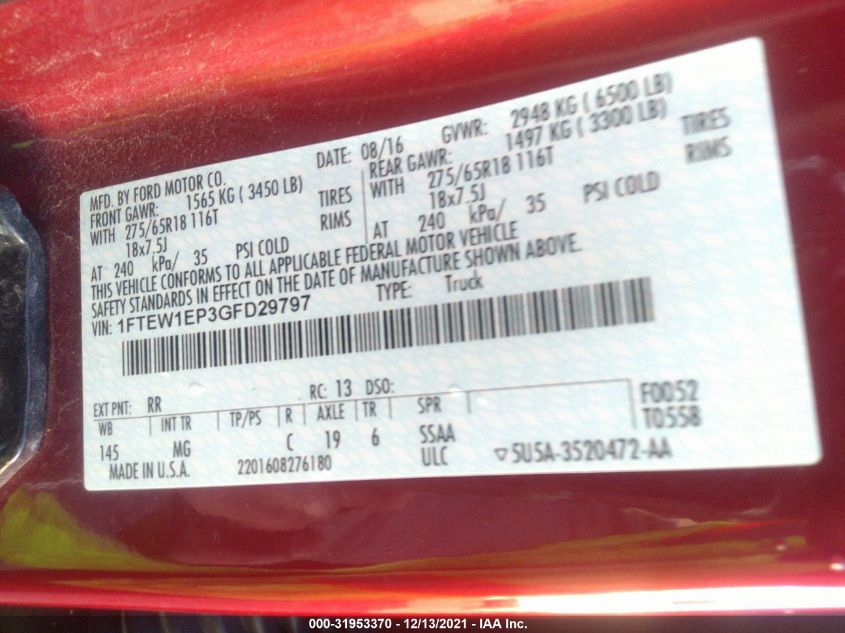 MFD. BY FORD MOTOR CO.
DATE: 08/16 GVWR: 2948 KG ( 6500 LB)
FRONT GAWR: 1565 KG ( 3450 LB) REAR GAWR: 1497 KG ( 3300 LB)
WITH 275/65R18 116T TIRES WITH 275/65R18 116T TIRES
18x7.5J RIMS 18x7.5J RIMS
AT 240 kPa/ 35 PSI COLD AT 240 kPa/ 35 PSI COLD
THIS VEHICLE CONFORMS TO ALL APPLICABLE FEDERAL MOTOR VEHICLE
SAFETY STANDARDS IN EFFECT ON THE DATE OF MANUFACTURE SHOWN ABOVE.
VIN: 1FTEW1EP3GFD29797 TYPE: Truck
EXT PNT: RR RC: 13 DSO: F0052
WB INT TR TP/PS R AXLE TR SPR T0558
145 MG C 19 6 SSAA
MADE IN U.S.A. 2201608276180 ULC ▽5U5A-3520472-AA
000-31953370 - 12/13/2021 - IAA Inc.